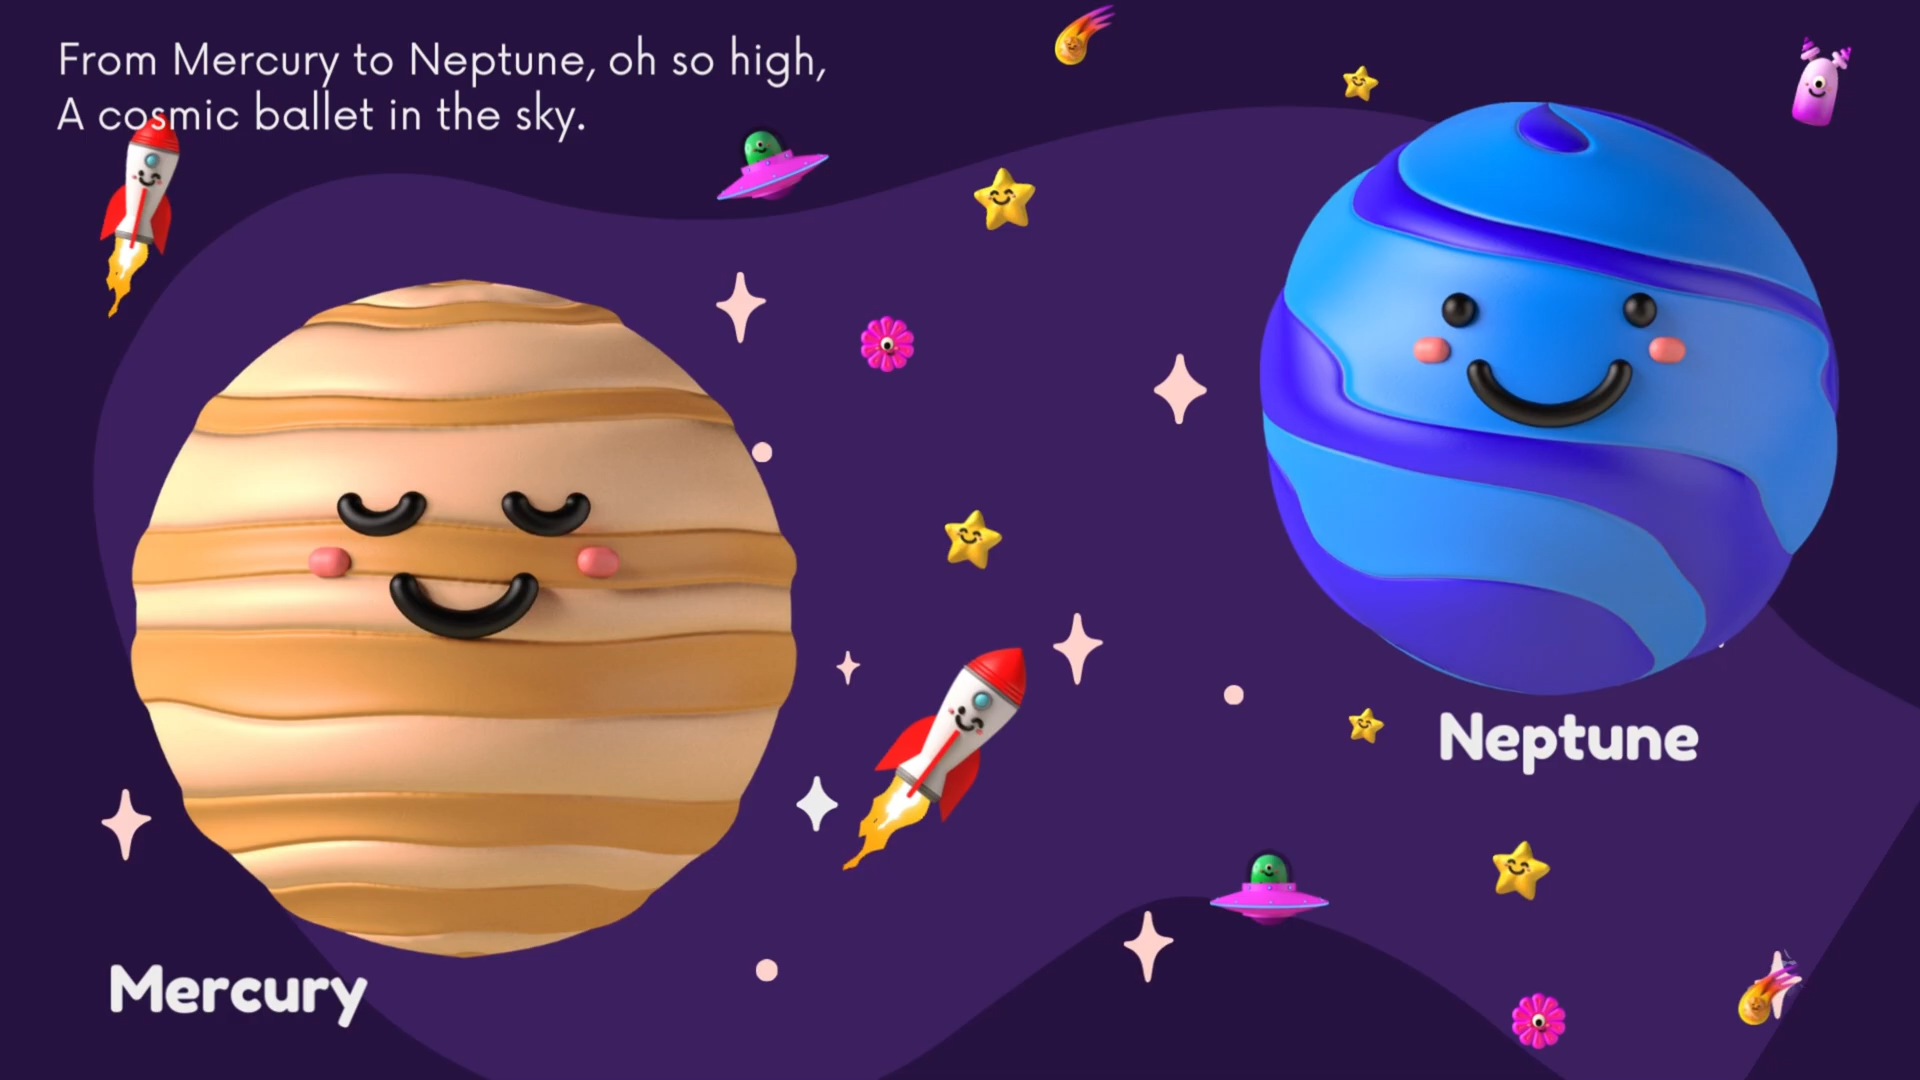 From Mercury to Neptune, oh so high,
A cosmic ballet in the sky.
Neptune
Mercury